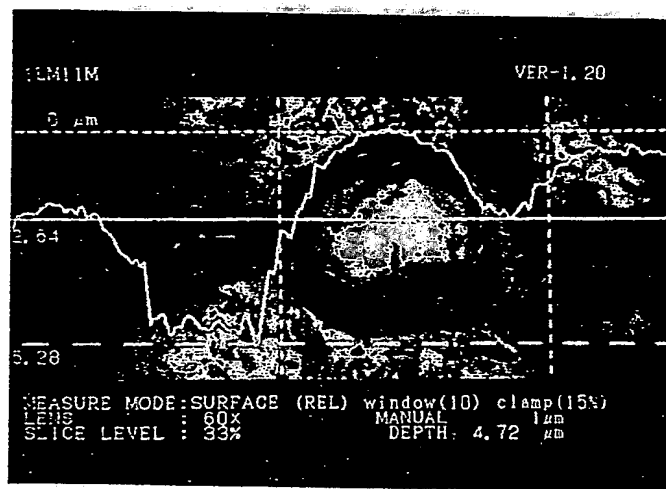 1LM11M VER-1.20
0 µm
2.64
5.28
MEASURE MODE:SURFACE (REL) window(10) clamp(15%)
LENS : 60X MANUAL 1µm
SLICE LEVEL : 33% DEPTH: 4.72 µm